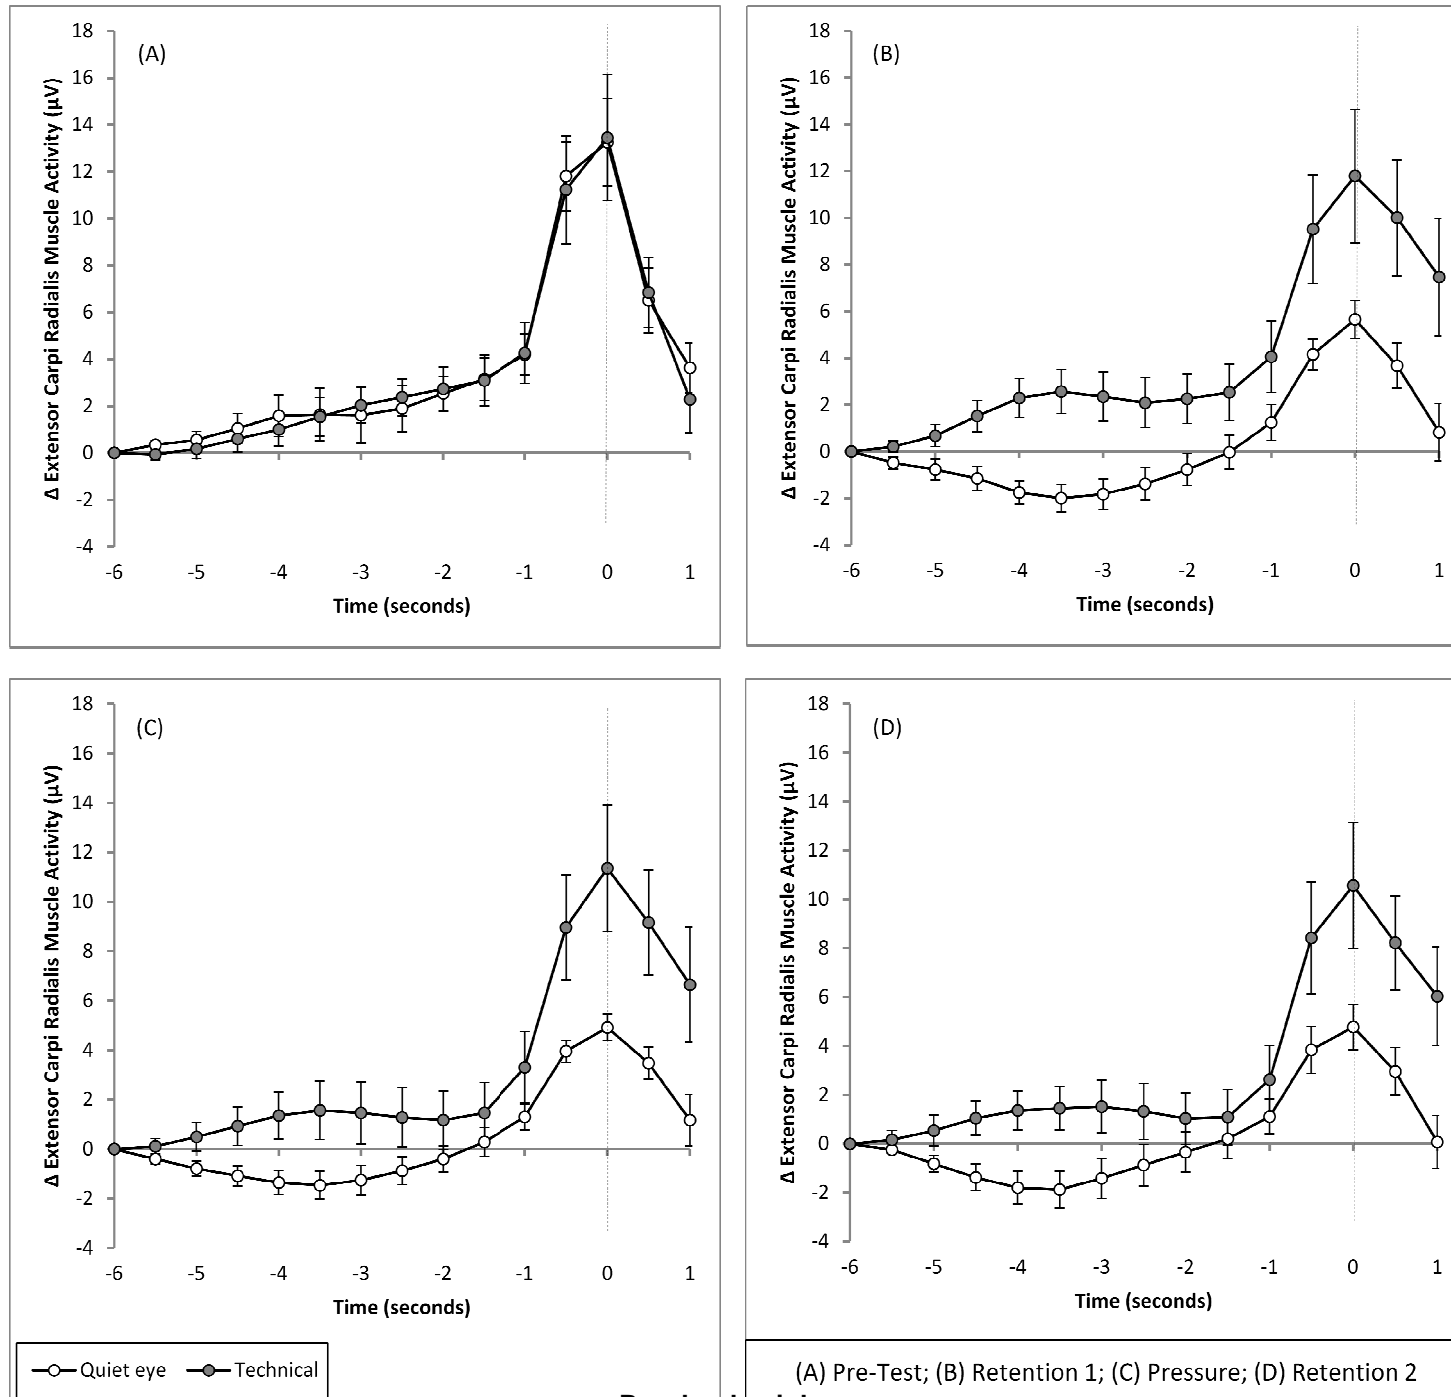 (A)
Δ Extensor Carpi Radialis Muscle Activity (µV)
18
16
14
12
10
8
6
4
2
0
-2
-4
-6 -5 -4 -3 -2 -1 0 1
Time (seconds)
(B)
Δ Extensor Carpi Radialis Muscle Activity (µV)
18
16
14
12
10
8
6
4
2
0
-2
-4
-6 -5 -4 -3 -2 -1 0 1
Time (seconds)
(C)
Δ Extensor Carpi Radialis Muscle Activity (µV)
18
16
14
12
10
8
6
4
2
0
-2
-4
-6 -5 -4 -3 -2 -1 0 1
Time (seconds)
Quiet eye Technical
(D)
Δ Extensor Carpi Radialis Muscle Activity (µV)
18
16
14
12
10
8
6
4
2
0
-2
-4
-6 -5 -4 -3 -2 -1 0 1
Time (seconds)
(A) Pre-Test; (B) Retention 1; (C) Pressure; (D) Retention 2